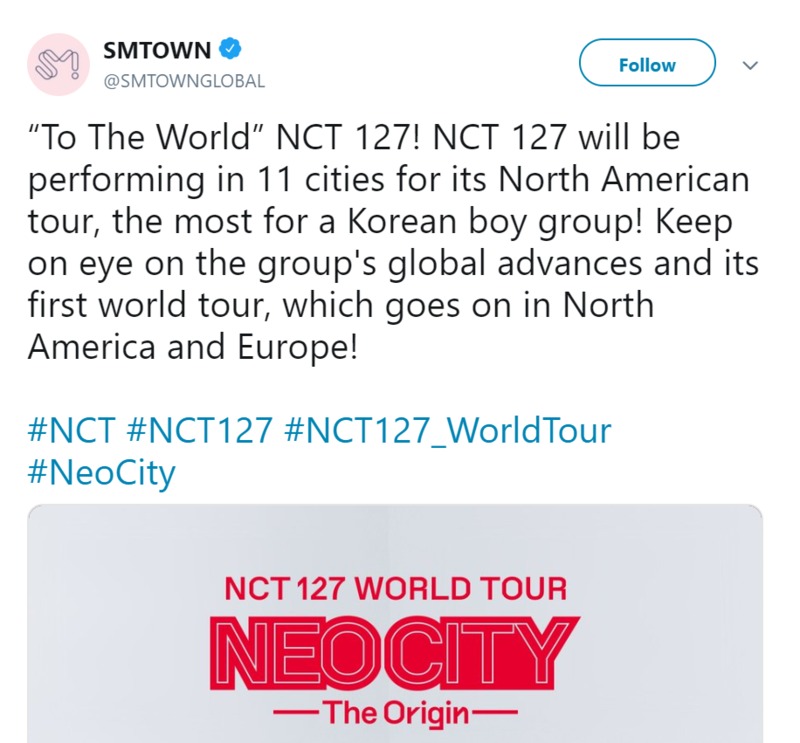 SMTOWN
@SMTOWNGLOBAL
Follow
“To The World” NCT 127! NCT 127 will be
performing in 11 cities for its North American
tour, the most for a Korean boy group! Keep
on eye on the group's global advances and its
first world tour, which goes on in North
America and Europe!
#NCT #NCT127 #NCT127_WorldTour
#NeoCity
NCT 127 WORLD TOUR
NEO CITY
The Origin